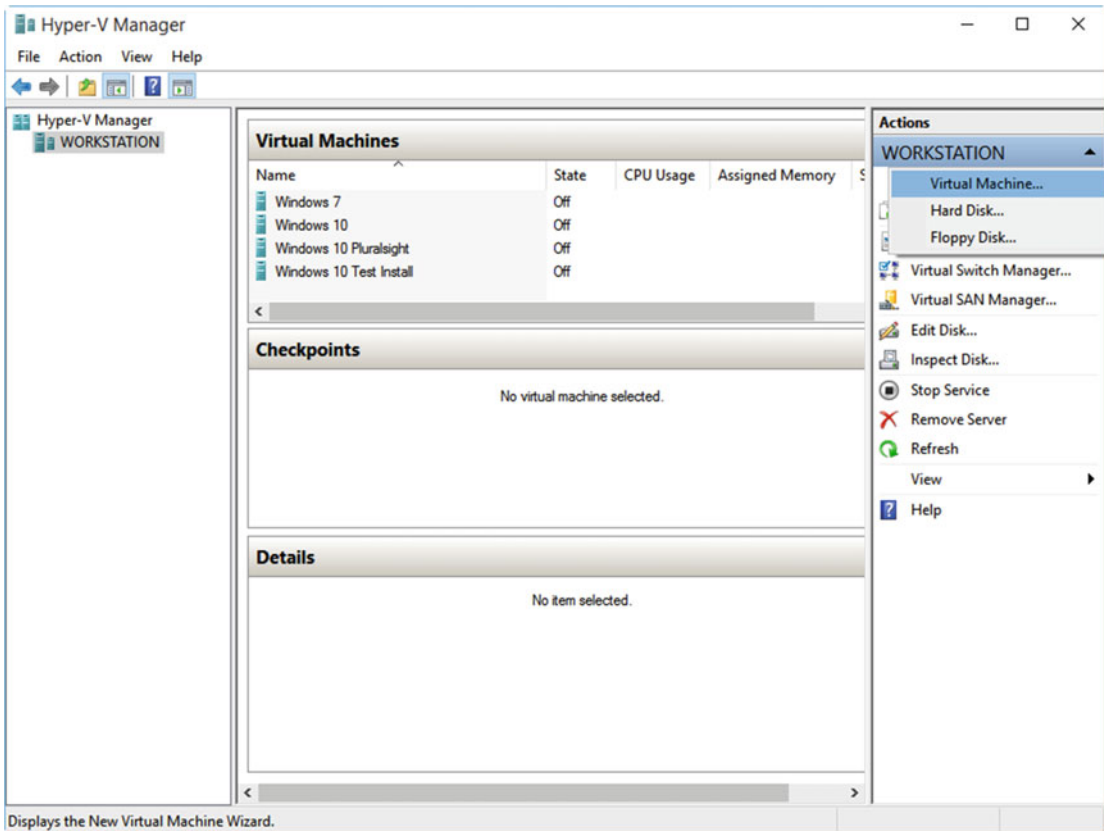 Hyper-V Manager
File Action View Help
Hyper-V Manager
WORKSTATION
Virtual Machines
Name State CPU Usage Assigned Memory
Windows 7 Off
Windows 10 Off
Windows 10 Pluralsight Off
Windows 10 Test Install Off
Checkpoints
No virtual machine selected.
Details
No item selected.
Actions
WORKSTATION
Virtual Machine...
Hard Disk...
Floppy Disk...
Virtual Switch Manager...
Virtual SAN Manager...
Edit Disk...
Inspect Disk...
Stop Service
Remove Server
Refresh
View
Help
Displays the New Virtual Machine Wizard.